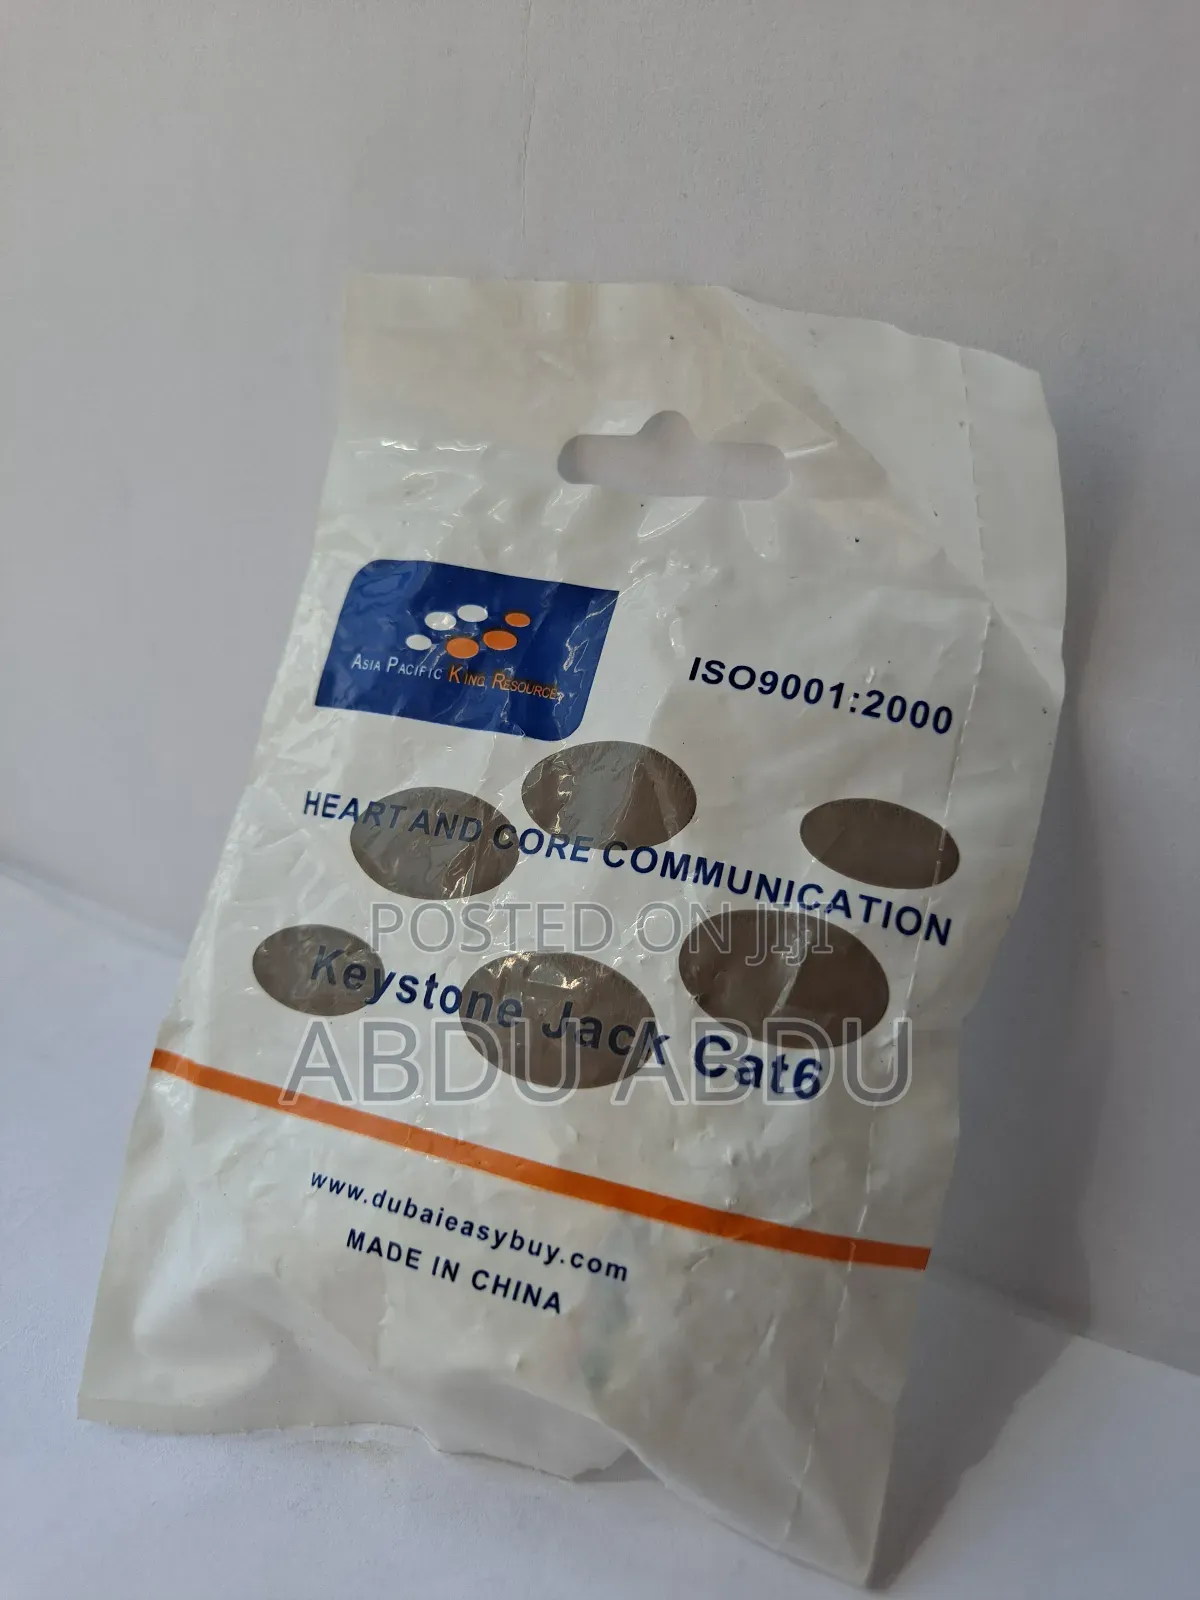 ASIA PACIFIC KING RESOURCES
ISO9001:2000
HEART AND CORE COMMUNICATION
POSTED ON JIJI
Keystone Jack Cat6
ABDU ABDU
www.dubaieasybuy.com
MADE IN CHINA